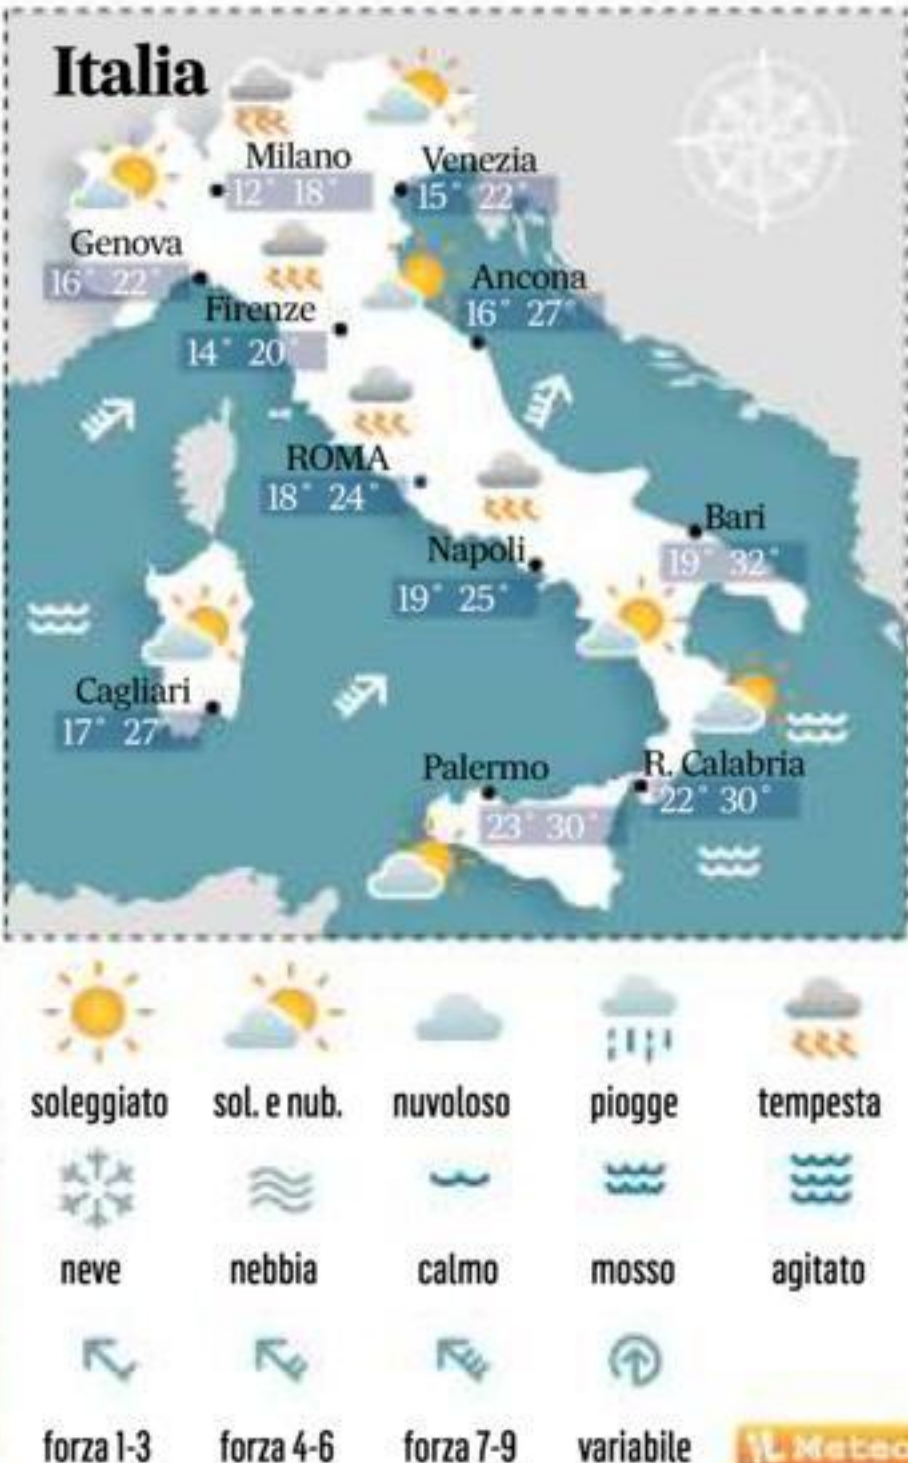 Italia
Milano
12° 18°
Venezia
15° 22°
Genova
16° 22°
Firenze
14° 20°
Ancona
16° 27°
ROMA
18° 24°
Napoli
19° 25°
Bari
19° 32°
Cagliari
17° 27°
Palermo
23° 30°
R. Calabria
22° 30°
soleggiato
sol. e nub.
nuvoloso
piogge
tempesta
neve
nebbia
calmo
mosso
agitato
forza 1-3
forza 4-6
forza 7-9
variabile
Meteo